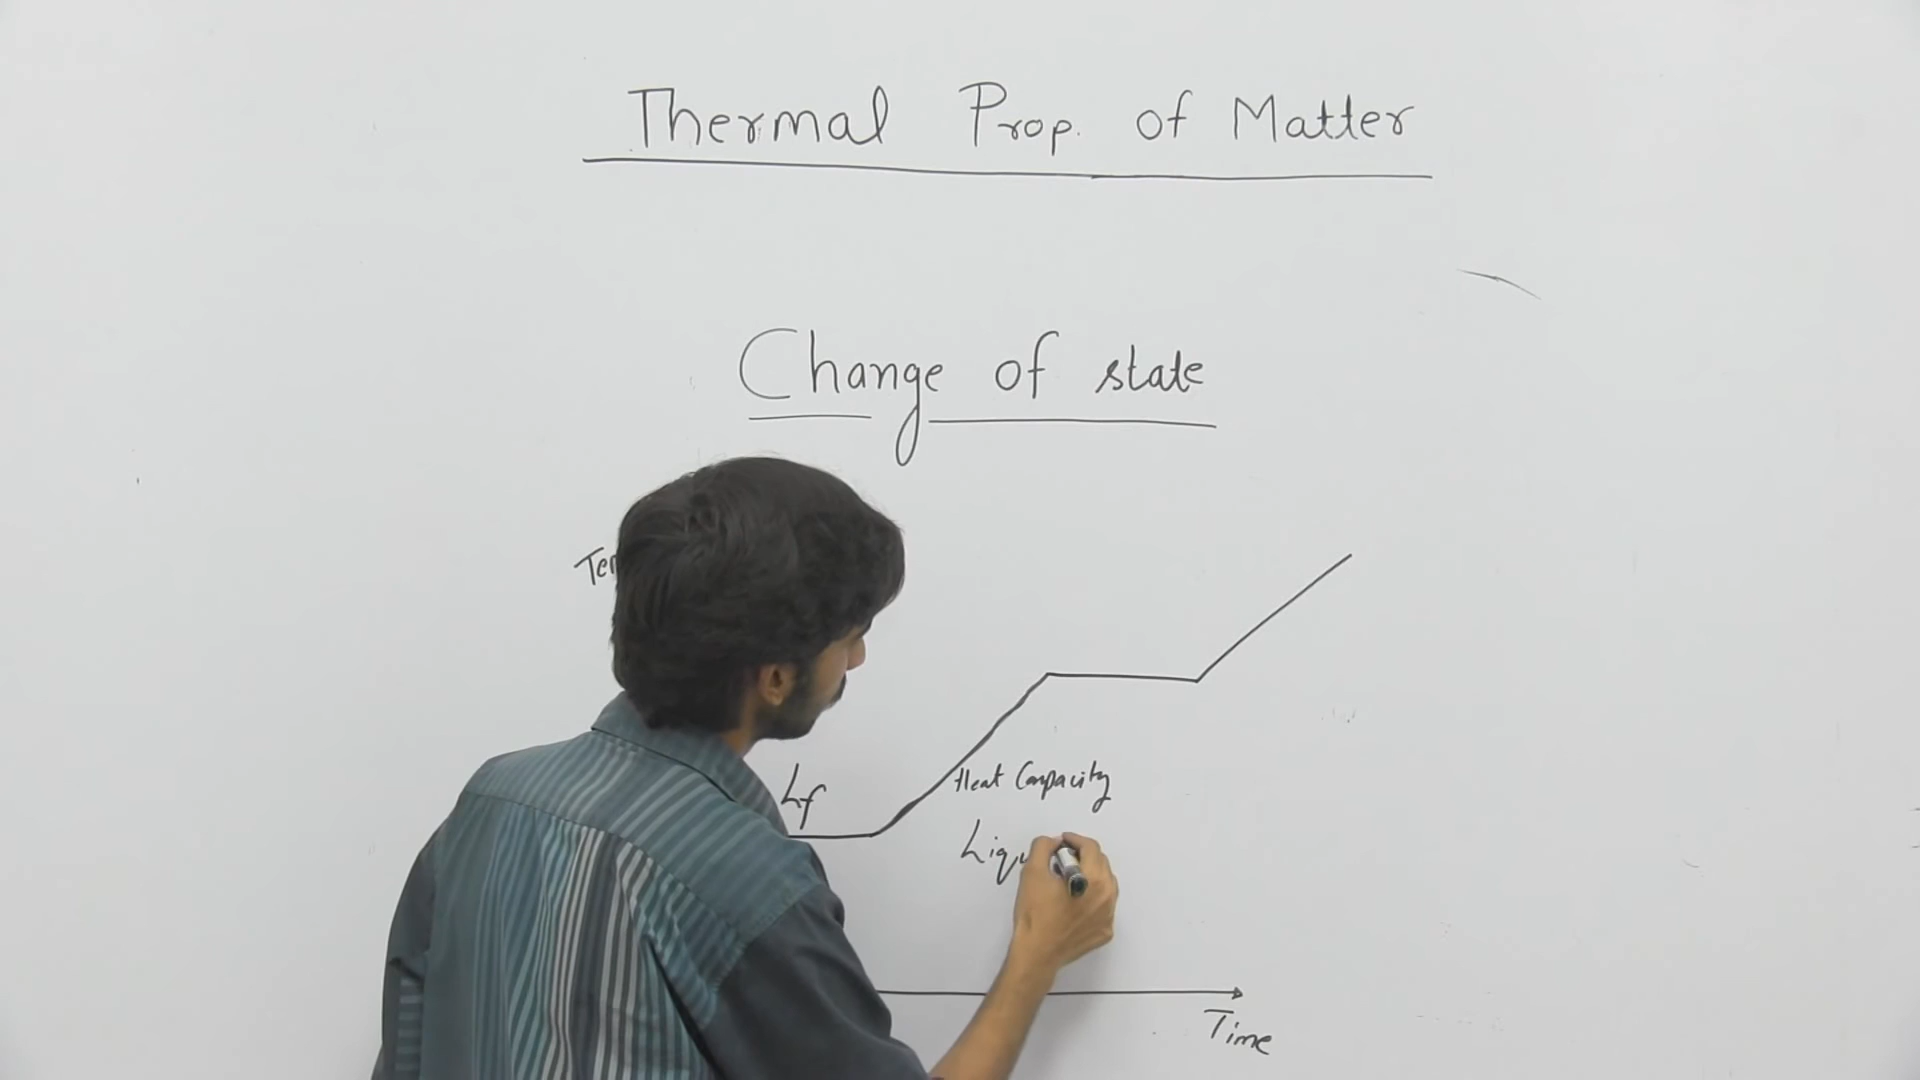 Thermal Prop. of Matter
Change of state
Lf
Heat Capacity
Time